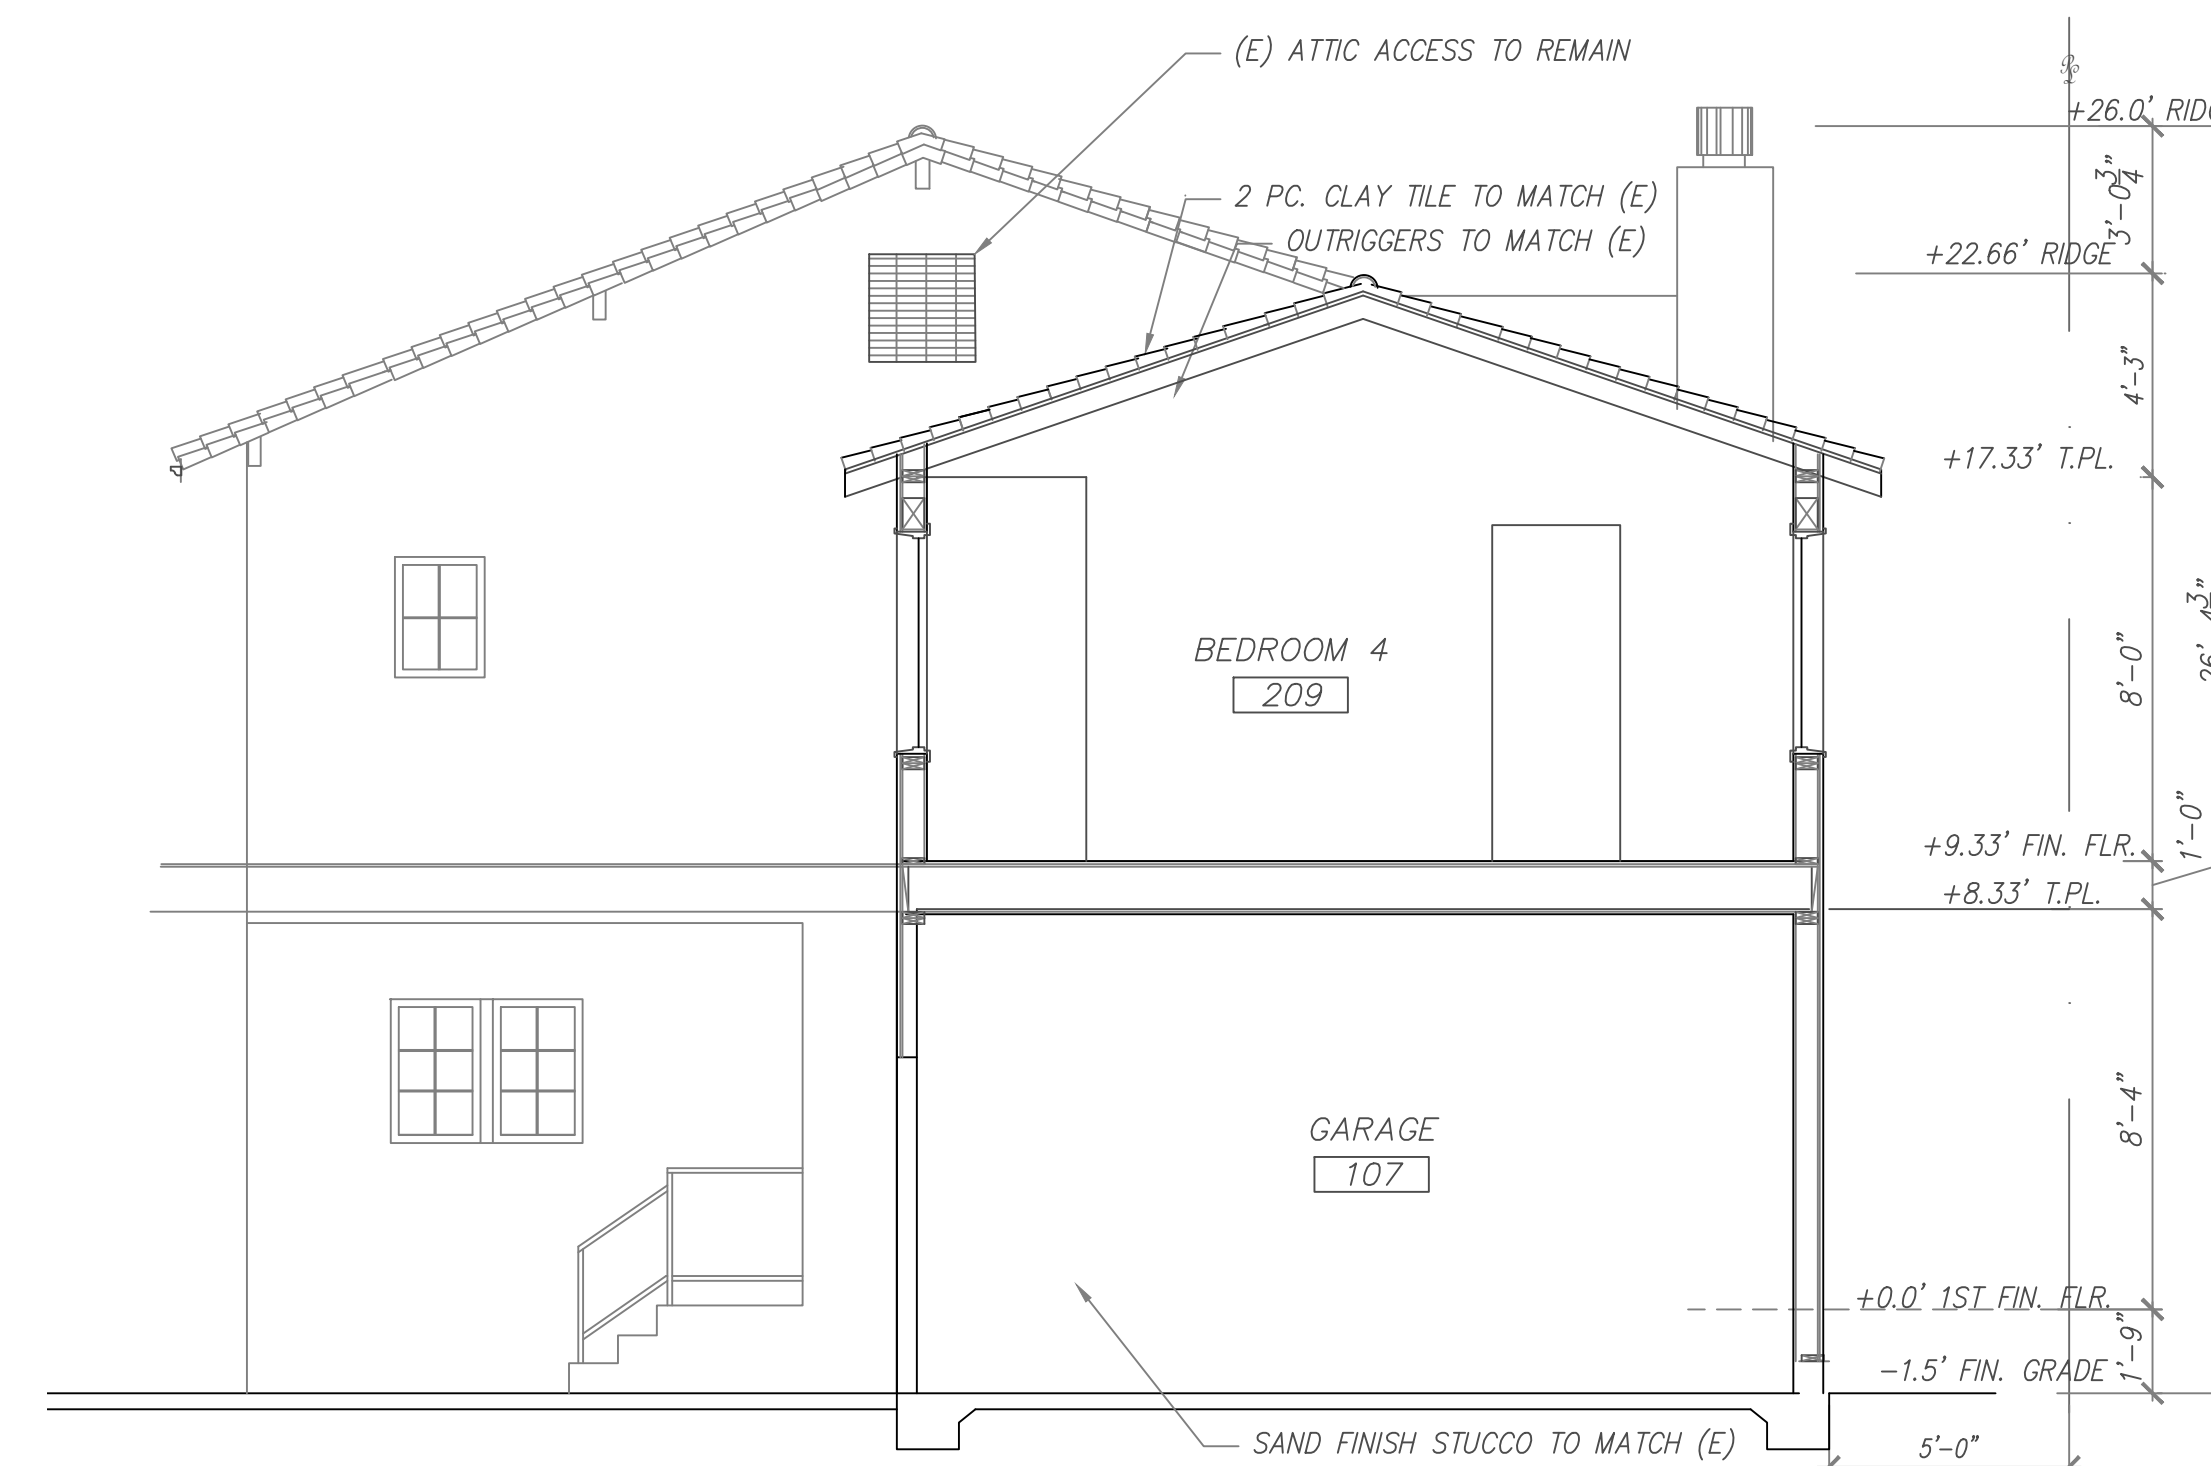 (E) ATTIC ACCESS TO REMAIN
+26.0'
3'-0 3/4"
2 PC. CLAY TILE TO MATCH (E)
OUTRIGGERS TO MATCH (E)
+22.66' RIDGE
4'-3"
+17.33' T.PL.
8'-0"
BEDROOM 4
209
1'-0"
+9.33' FIN. FLR.
+8.33' T.PL.
8'-4"
GARAGE
107
+0.0' 1ST FIN. FLR.
1'-9"
-1.5' FIN. GRADE
SAND FINISH STUCCO TO MATCH (E)
5'-0"